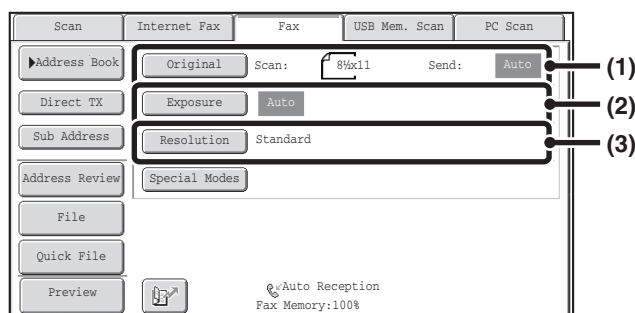 Scan Internet Fax Fax USB Mem. Scan PC Scan
Address Book Original Scan: 8½x11 Send: Auto (1)
Direct TX Exposure Auto (2)
Sub Address Resolution Standard (3)
Address Review Special Modes
File
Quick File
Preview Auto Reception
Fax Memory:100%